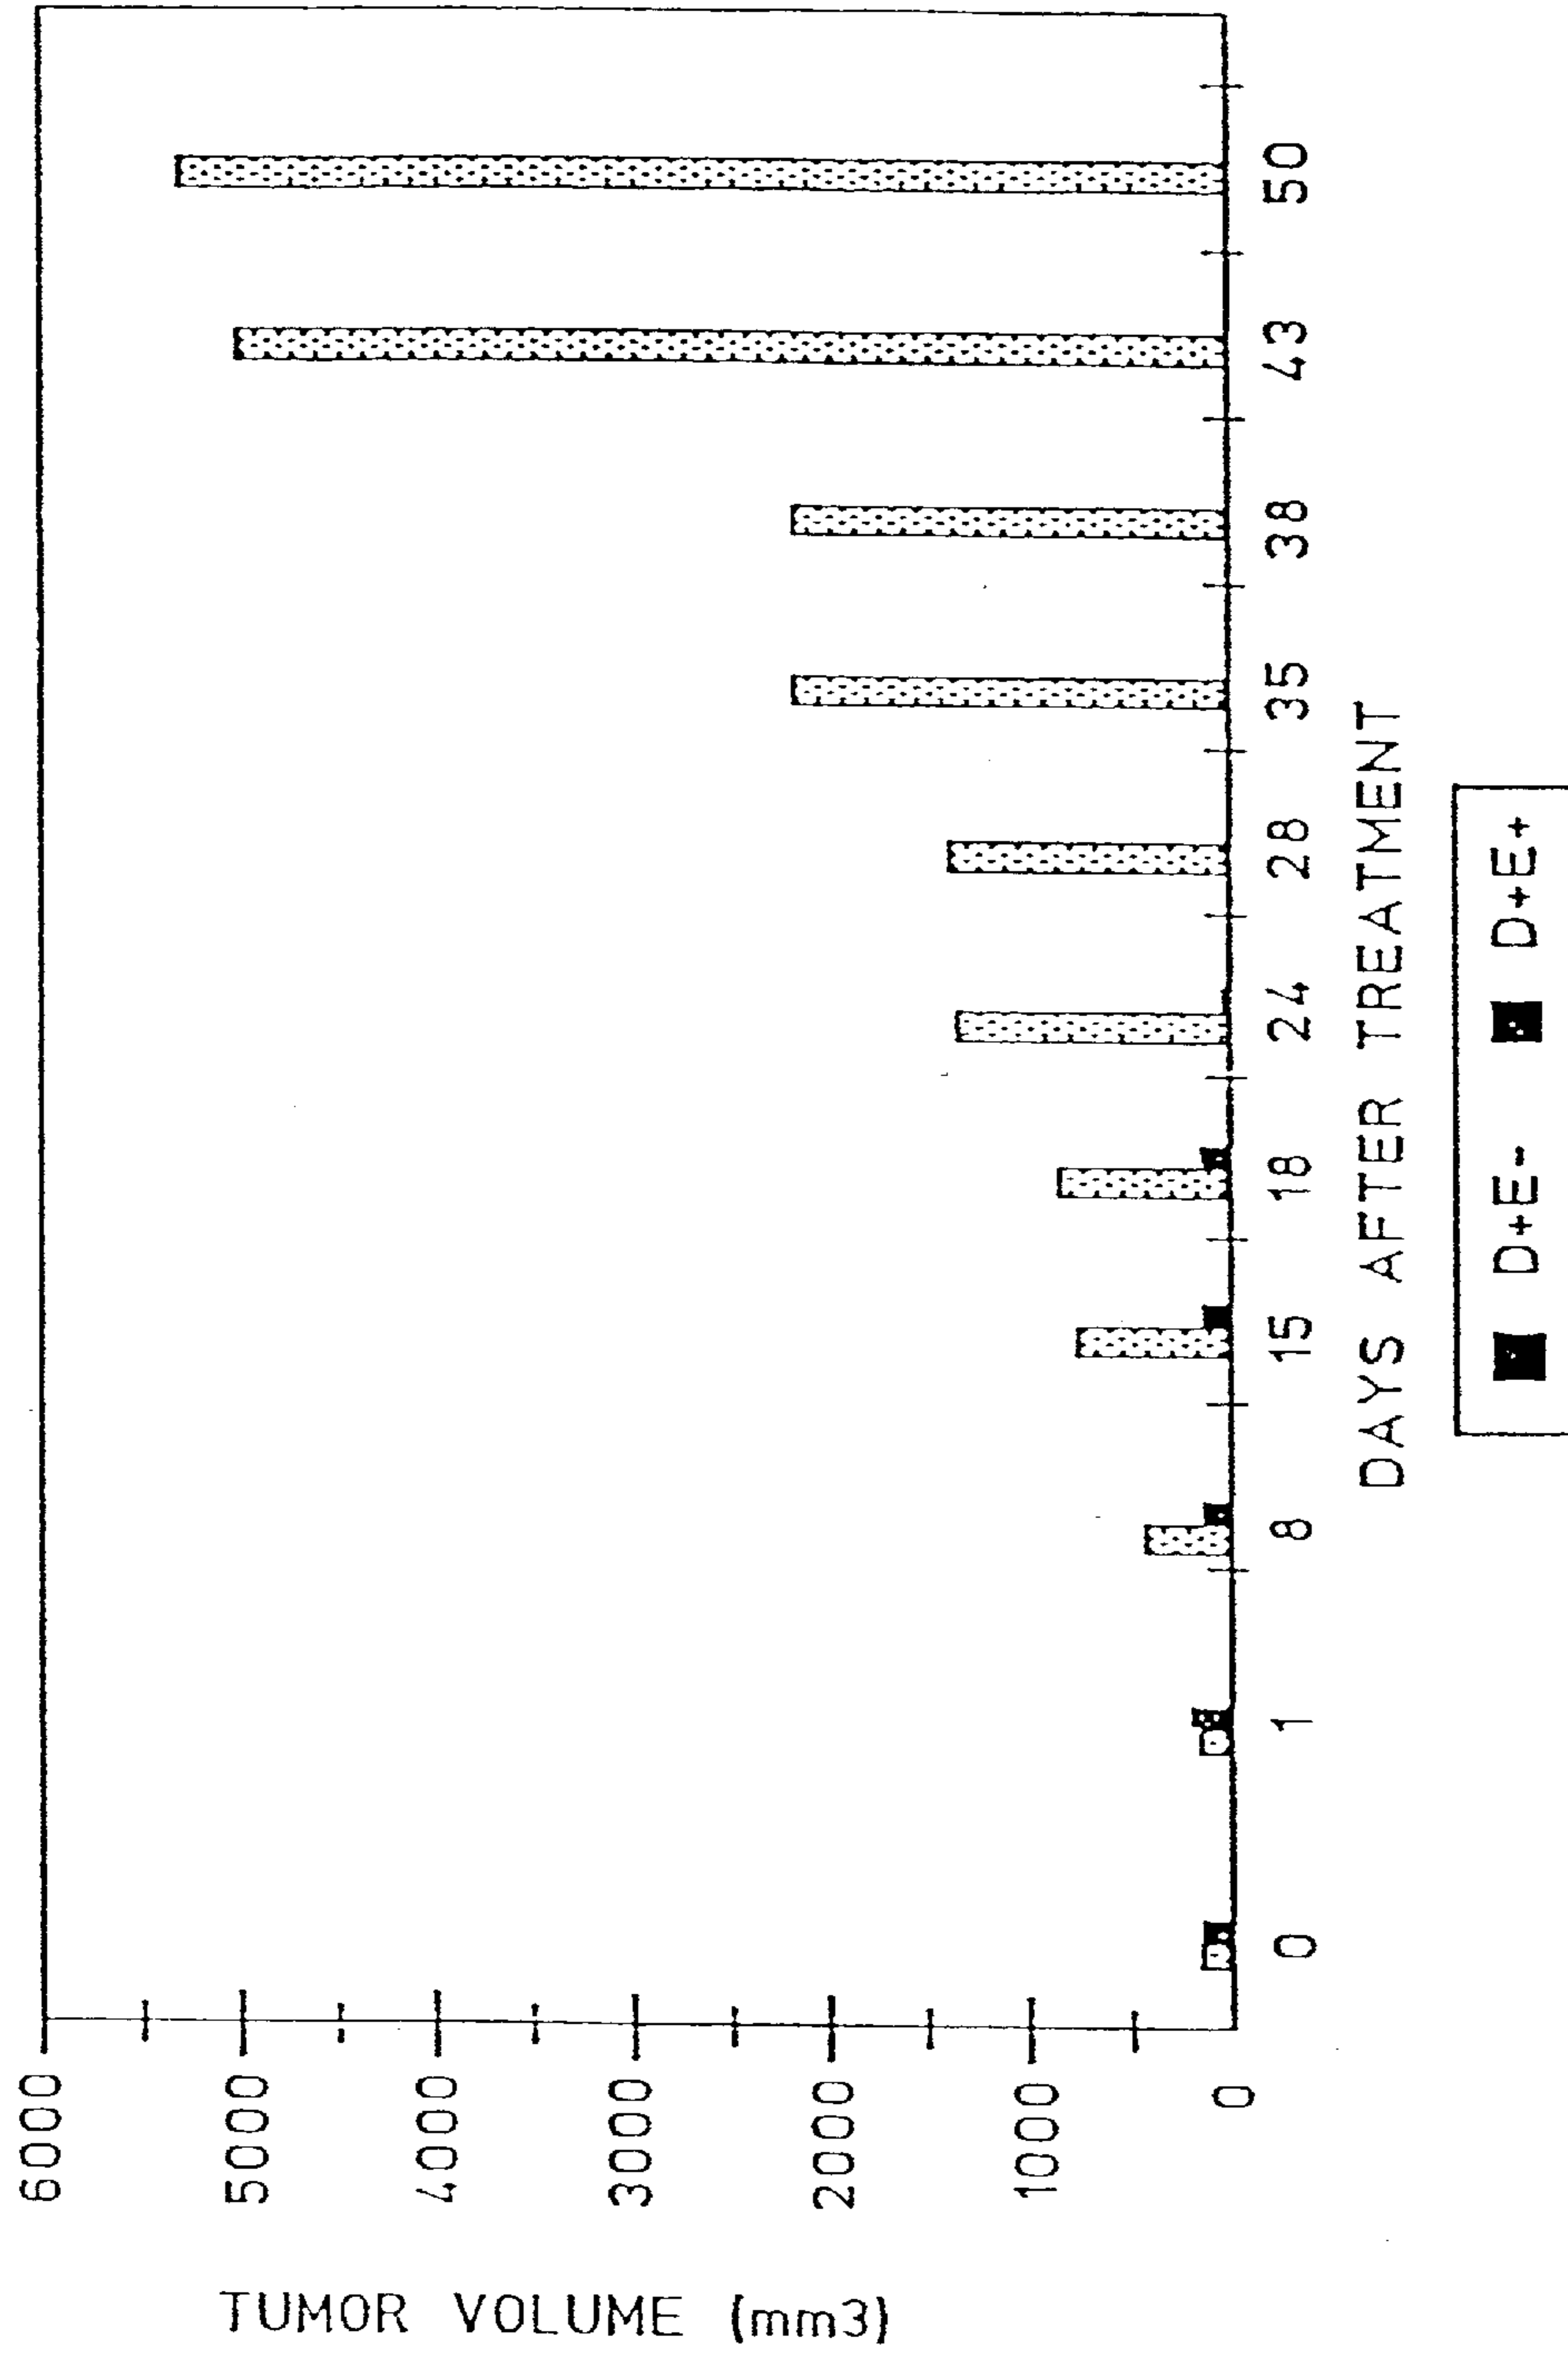 TUMOR VOLUME (mm3)
6000
5000
4000
3000
2000
1000
0
0 1 8 15 18 24 28 35 38 43 50
DAYS AFTER TREATMENT
D+E- D+E+